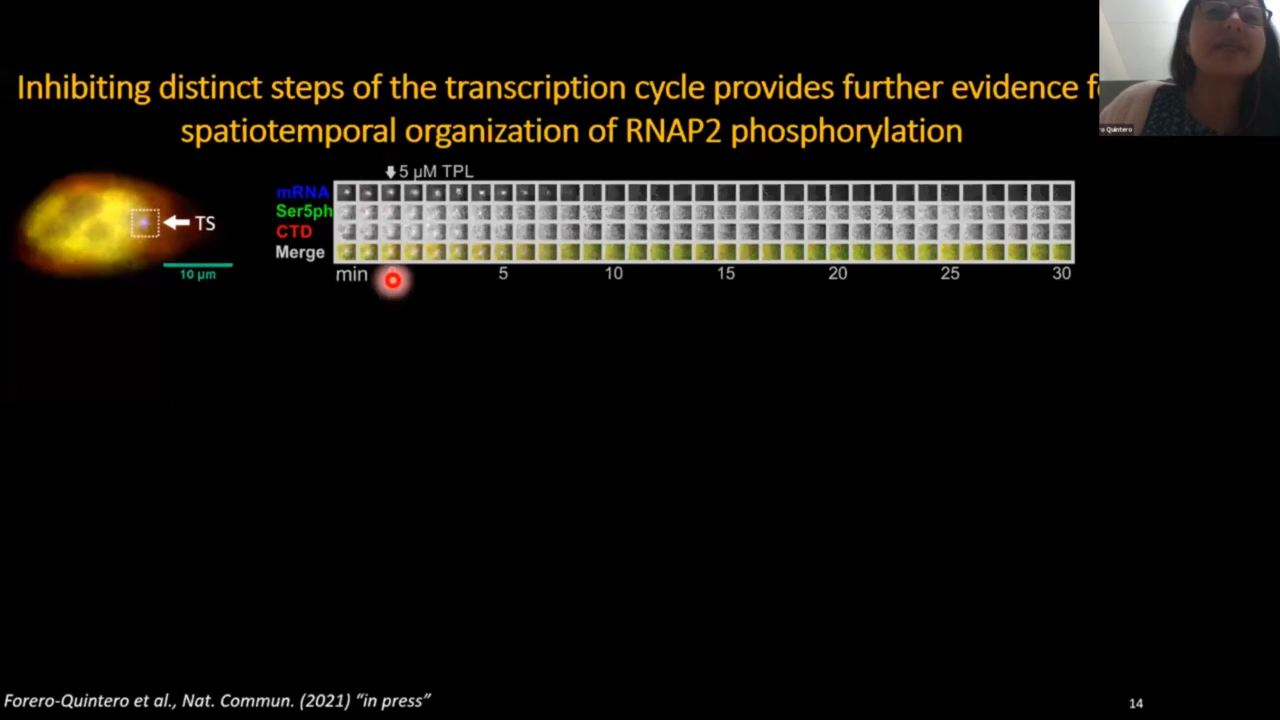 Inhibiting distinct steps of the transcription cycle provides further evidence
spatiotemporal organization of RNAP2 phosphorylation
Quintero
5 µM TPL
mRNA
Ser5ph
CTD
Merge
TS
10 µm
min 5 10 15 20 25 30
Forero-Quintero et al., Nat. Commun. (2021) “in press”
14